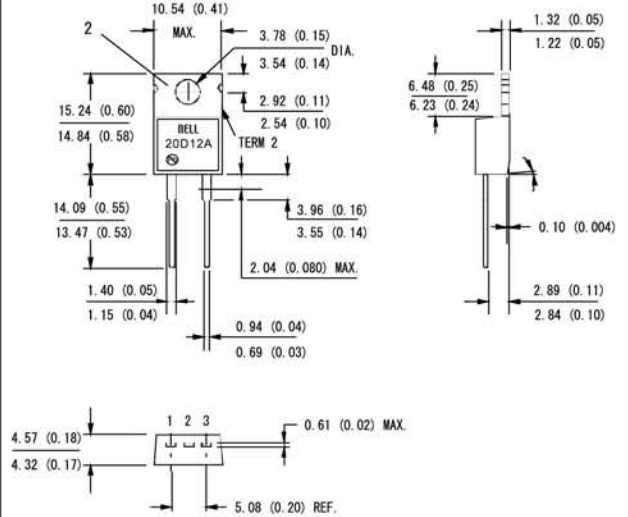 10.54 (0.41)
MAX.
2
3.78 (0.15)
3.54 (0.14)
DIA.
1.32 (0.05)
1.22 (0.05)
15.24 (0.60)
14.84 (0.58)
2.92 (0.11)
2.54 (0.10)
6.48 (0.25)
6.23 (0.24)
nELL
20D12A
TERM 2
14.09 (0.55)
13.47 (0.53)
3.96 (0.16)
3.55 (0.14)
0.10 (0.004)
2.04 (0.080) MAX.
1.40 (0.05)
1.15 (0.04)
2.89 (0.11)
2.84 (0.10)
0.94 (0.04)
0.69 (0.03)
1 2 3
0.61 (0.02) MAX.
4.57 (0.18)
4.32 (0.17)
5.08 (0.20) REF.